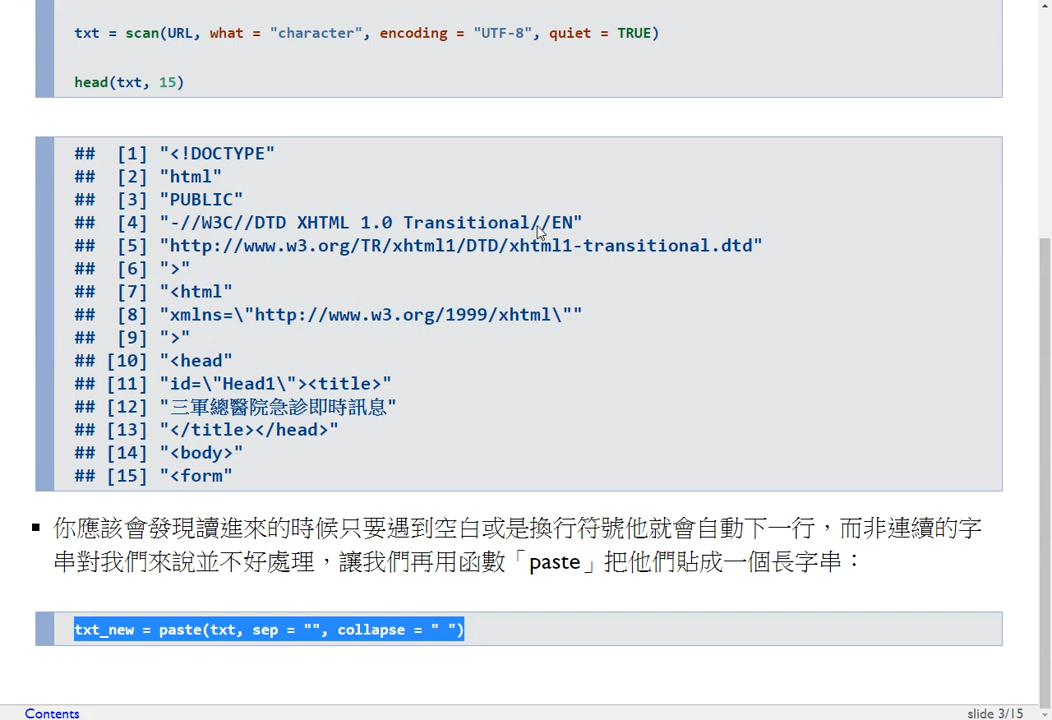 txt = scan(URL, what = "character", encoding = "UTF-8", quiet = TRUE)
head(txt, 15)
##  [1] "<!DOCTYPE"
##  [2] "html"
##  [3] "PUBLIC"
##  [4] "-//W3C//DTD XHTML 1.0 Transitional//EN"
##  [5] "http://www.w3.org/TR/xhtml1/DTD/xhtml1-transitional.dtd"
##  [6] ">"
##  [7] "<html"
##  [8] "xmlns=\"http://www.w3.org/1999/xhtml\""
##  [9] ">"
## [10] "<head"
## [11] "id=\"Head1\"><title>"
## [12] "三軍總醫院急診即時訊息"
## [13] "</title></head>"
## [14] "<body>"
## [15] "<form"
▪ 你應該會發現讀進來的時候只要遇到空白或是換行符號他就會自動下一行，而非連續的字
串對我們來說並不好處理，讓我們再用函數「paste」把他們貼成一個長字串：
txt_new = paste(txt, sep = "", collapse = " ")
Contents
slide 3/15